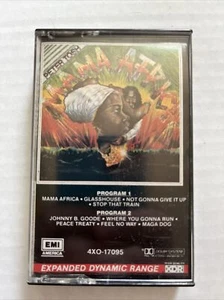 PETER TOSH
MAMA AFRICA
PROGRAM 1
MAMA AFRICA • GLASSHOUSE • NOT GONNA GIVE IT UP
• STOP THAT TRAIN
PROGRAM 2
JOHNNY B. GOODE • WHERE YOU GONNA RUN •
PEACE TREATY • FEEL NO WAY • MAGA DOG
EMI
AMERICA
4XO-17095
XDR
EXPANDED DYNAMIC RANGE